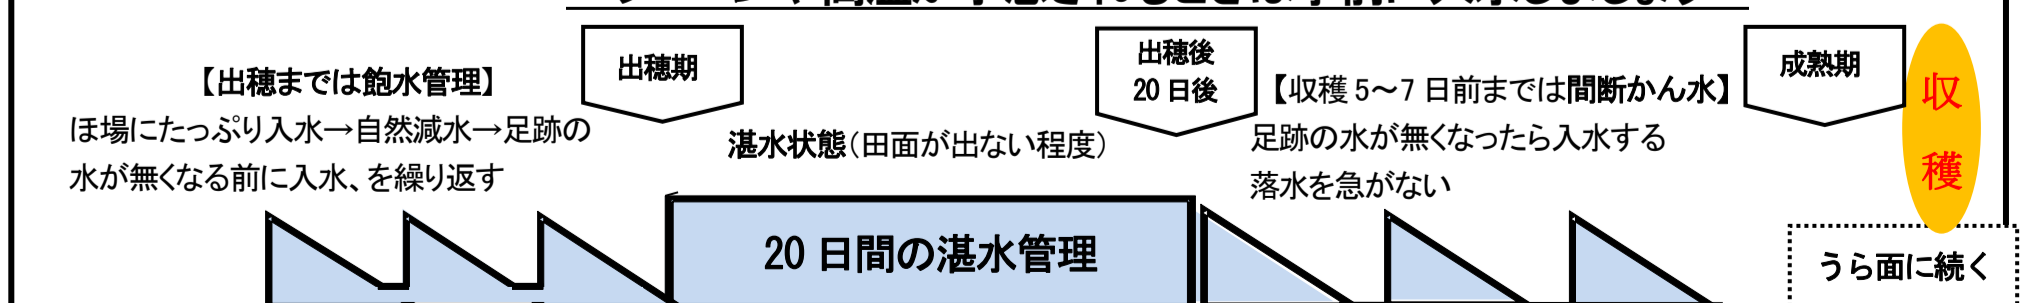 出穂期
出穂後
20日後
成熟期
収
穫
【出穂までは飽水管理】
ほ場にたっぷり入水→自然減水→足跡の
水が無くなる前に入水、を繰り返す
湛水状態(田面が出ない程度)
【収穫5~7日前までは間断かん水】
足跡の水が無くなったら入水する
落水を急がない
20日間の湛水管理
うら面に続く